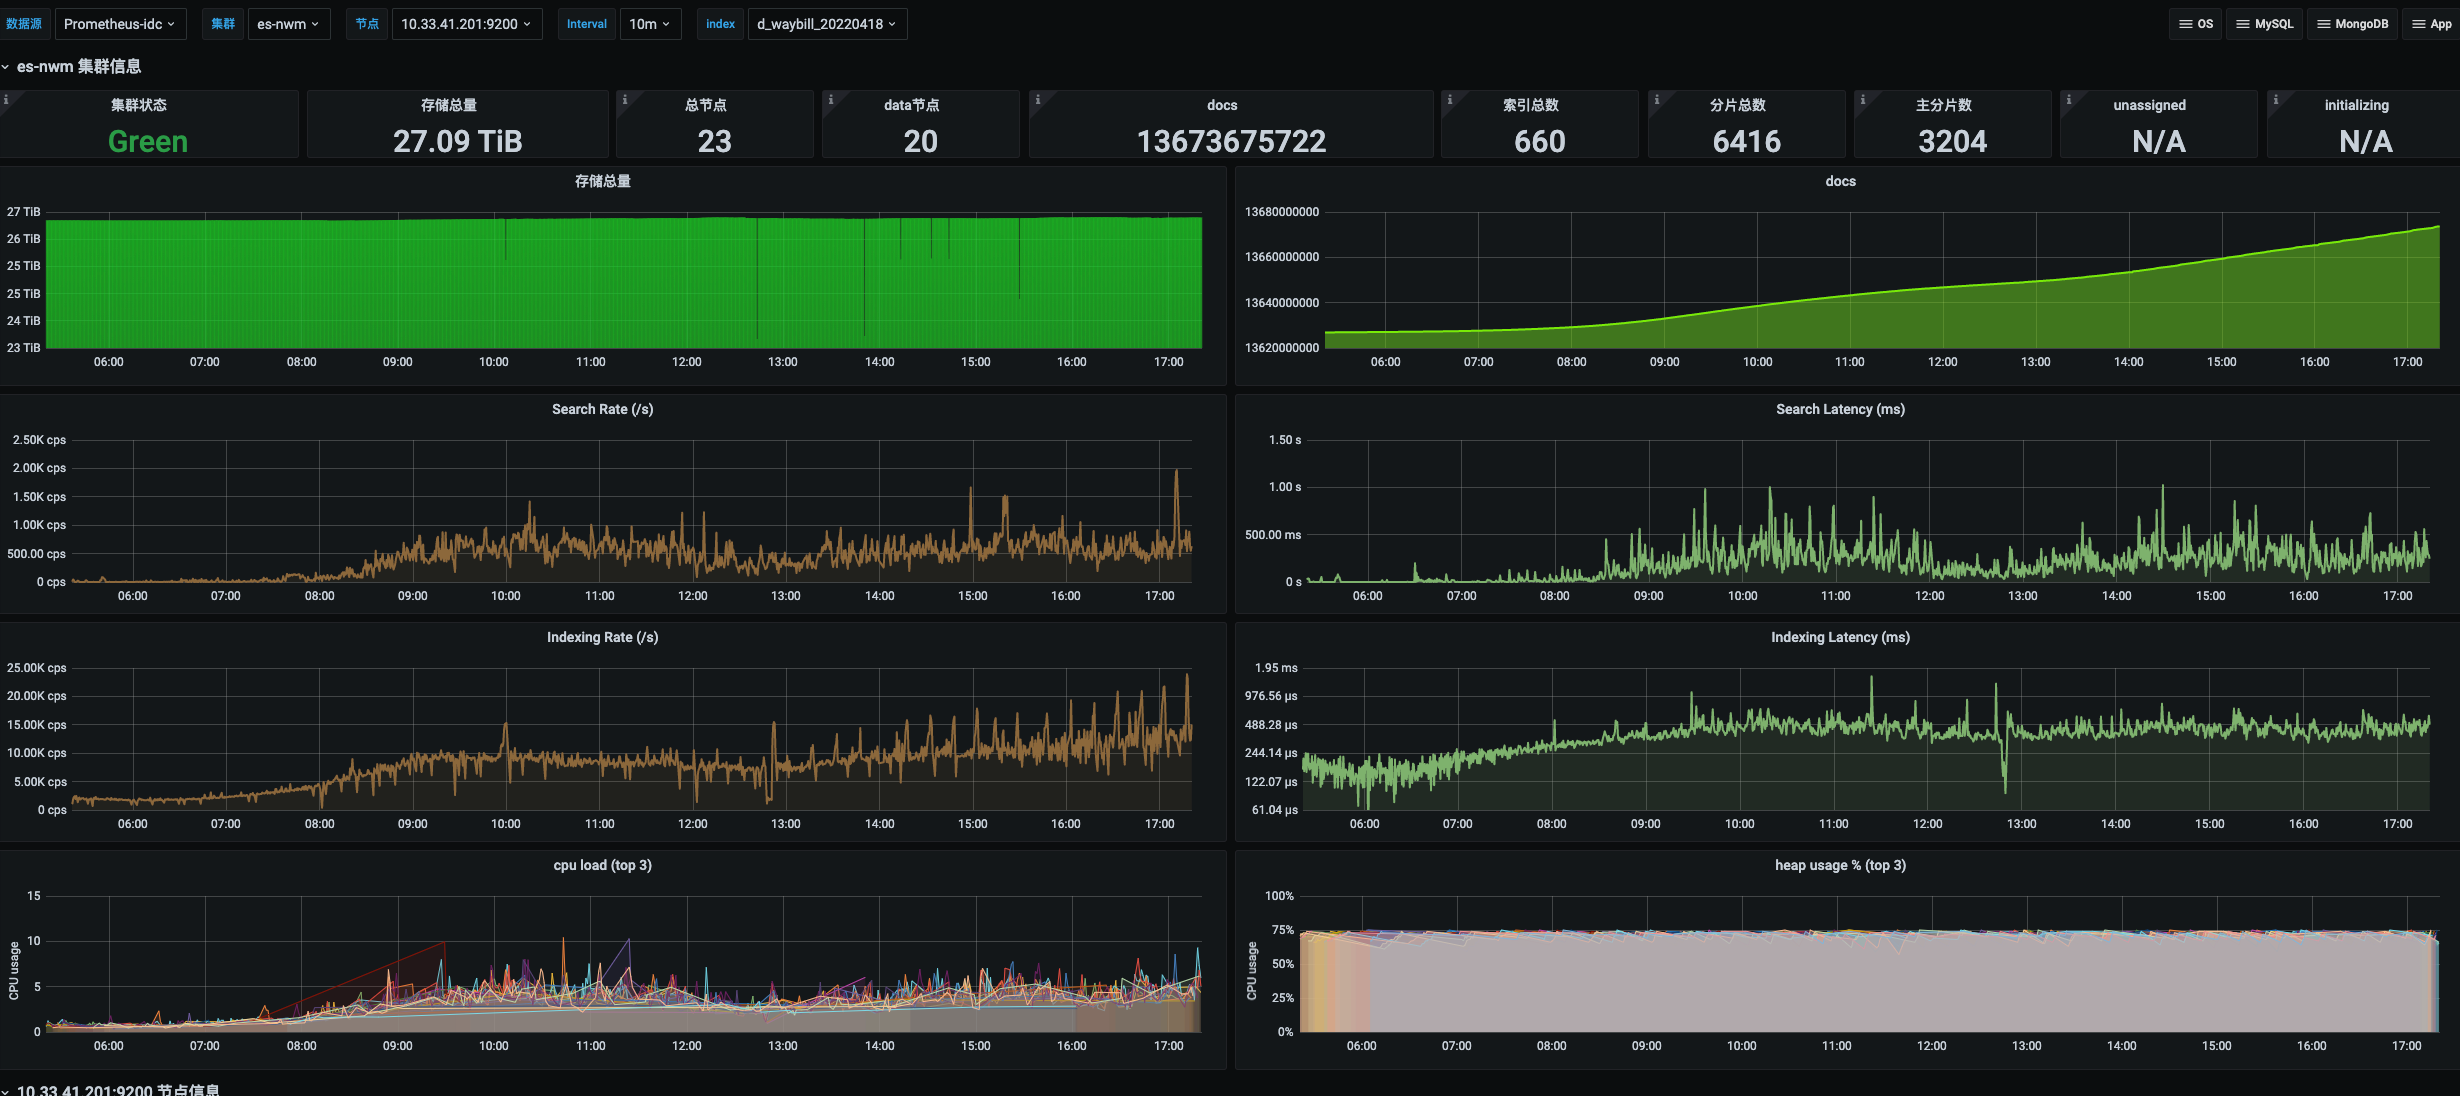 数据源 Prometheus-idc 集群 es-nwm 节点 10.33.41.201:9200 Interval 10m index d_waybill_20220418 OS MySQL MongoDB App
es-nwm 集群信息
集群状态 存储总量 总节点 data节点 docs 索引总数 分片总数 主分片数 unassigned initializing
Green 27.09 TiB 23 20 13673675722 660 6416 3204 N/A N/A
存储总量
27 TiB
26 TiB
25 TiB
25 TiB
24 TiB
23 TiB
06:00 07:00 08:00 09:00 10:00 11:00 12:00 13:00 14:00 15:00 16:00 17:00
docs
13680000000
13660000000
13640000000
13620000000
06:00 07:00 08:00 09:00 10:00 11:00 12:00 13:00 14:00 15:00 16:00 17:00
Search Rate (/s)
2.50K cps
2.00K cps
1.50K cps
1.00K cps
500.00 cps
0 cps
06:00 07:00 08:00 09:00 10:00 11:00 12:00 13:00 14:00 15:00 16:00 17:00
Search Latency (ms)
1.50 s
1.00 s
500.00 ms
0 s
06:00 07:00 08:00 09:00 10:00 11:00 12:00 13:00 14:00 15:00 16:00 17:00
Indexing Rate (/s)
25.00K cps
20.00K cps
15.00K cps
10.00K cps
5.00K cps
0 cps
06:00 07:00 08:00 09:00 10:00 11:00 12:00 13:00 14:00 15:00 16:00 17:00
Indexing Latency (ms)
1.95 ms
976.56 µs
488.28 µs
244.14 µs
122.07 µs
61.04 µs
06:00 07:00 08:00 09:00 10:00 11:00 12:00 13:00 14:00 15:00 16:00 17:00
cpu load (top 3)
CPU usage
15
10
5
0
06:00 07:00 08:00 09:00 10:00 11:00 12:00 13:00 14:00 15:00 16:00 17:00
heap usage % (top 3)
CPU usage
100%
75%
50%
25%
0%
06:00 07:00 08:00 09:00 10:00 11:00 12:00 13:00 14:00 15:00 16:00 17:00
10.33.41.201:9200 节点信息